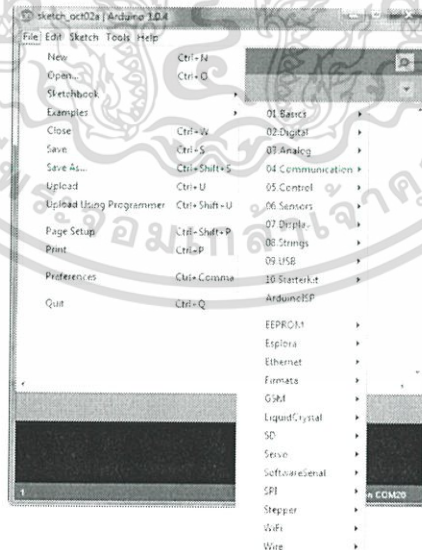 sketch_oct02a | Arduino 1.0.4
File Edit Sketch Tools Help
New Ctrl+N
Open... Ctrl+O
Sketchbook
Examples
Close Ctrl+W
Save Ctrl+S
Save As... Ctrl+Shift+S
Upload Ctrl+U
Upload Using Programmer Ctrl+Shift+U
Page Setup Ctrl+Shift+P
Print Ctrl+P
Preferences Ctrl+Comma
Quit Ctrl+Q
01.Basics
02.Digital
03.Analog
04.Communication
05.Control
06.Sensors
07.Display
08.Strings
09.USB
10.StarterKit
ArduinoISP
EEPROM
Esplora
Ethernet
Firmata
GSM
LiquidCrystal
SD
Servo
SoftwareSerial
SPI
Stepper
WiFi
Wire
1
n COM20